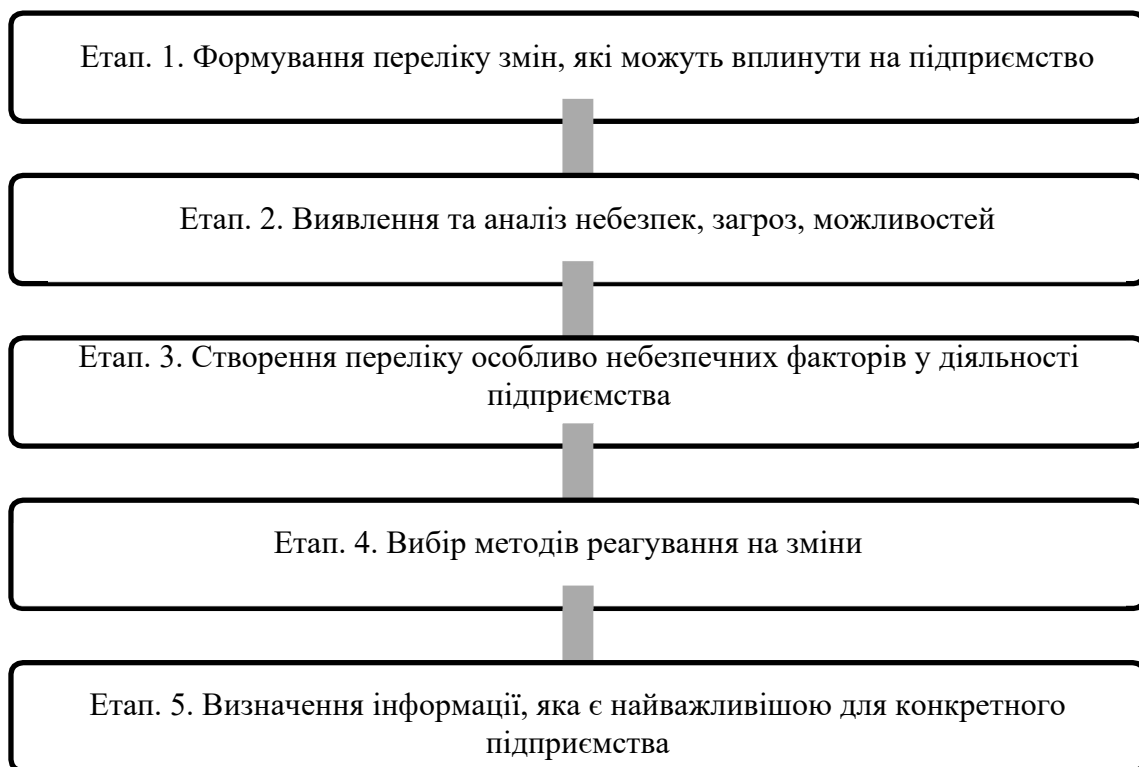 Етап. 1. Формування переліку змін, які можуть вплинути на підприємство
Етап. 2. Виявлення та аналіз небезпек, загроз, можливостей
Етап. 3. Створення переліку особливо небезпечних факторів у діяльності
підприємства
Етап. 4. Вибір методів реагування на зміни
Етап. 5. Визначення інформації, яка є найважливішою для конкретного
підприємства